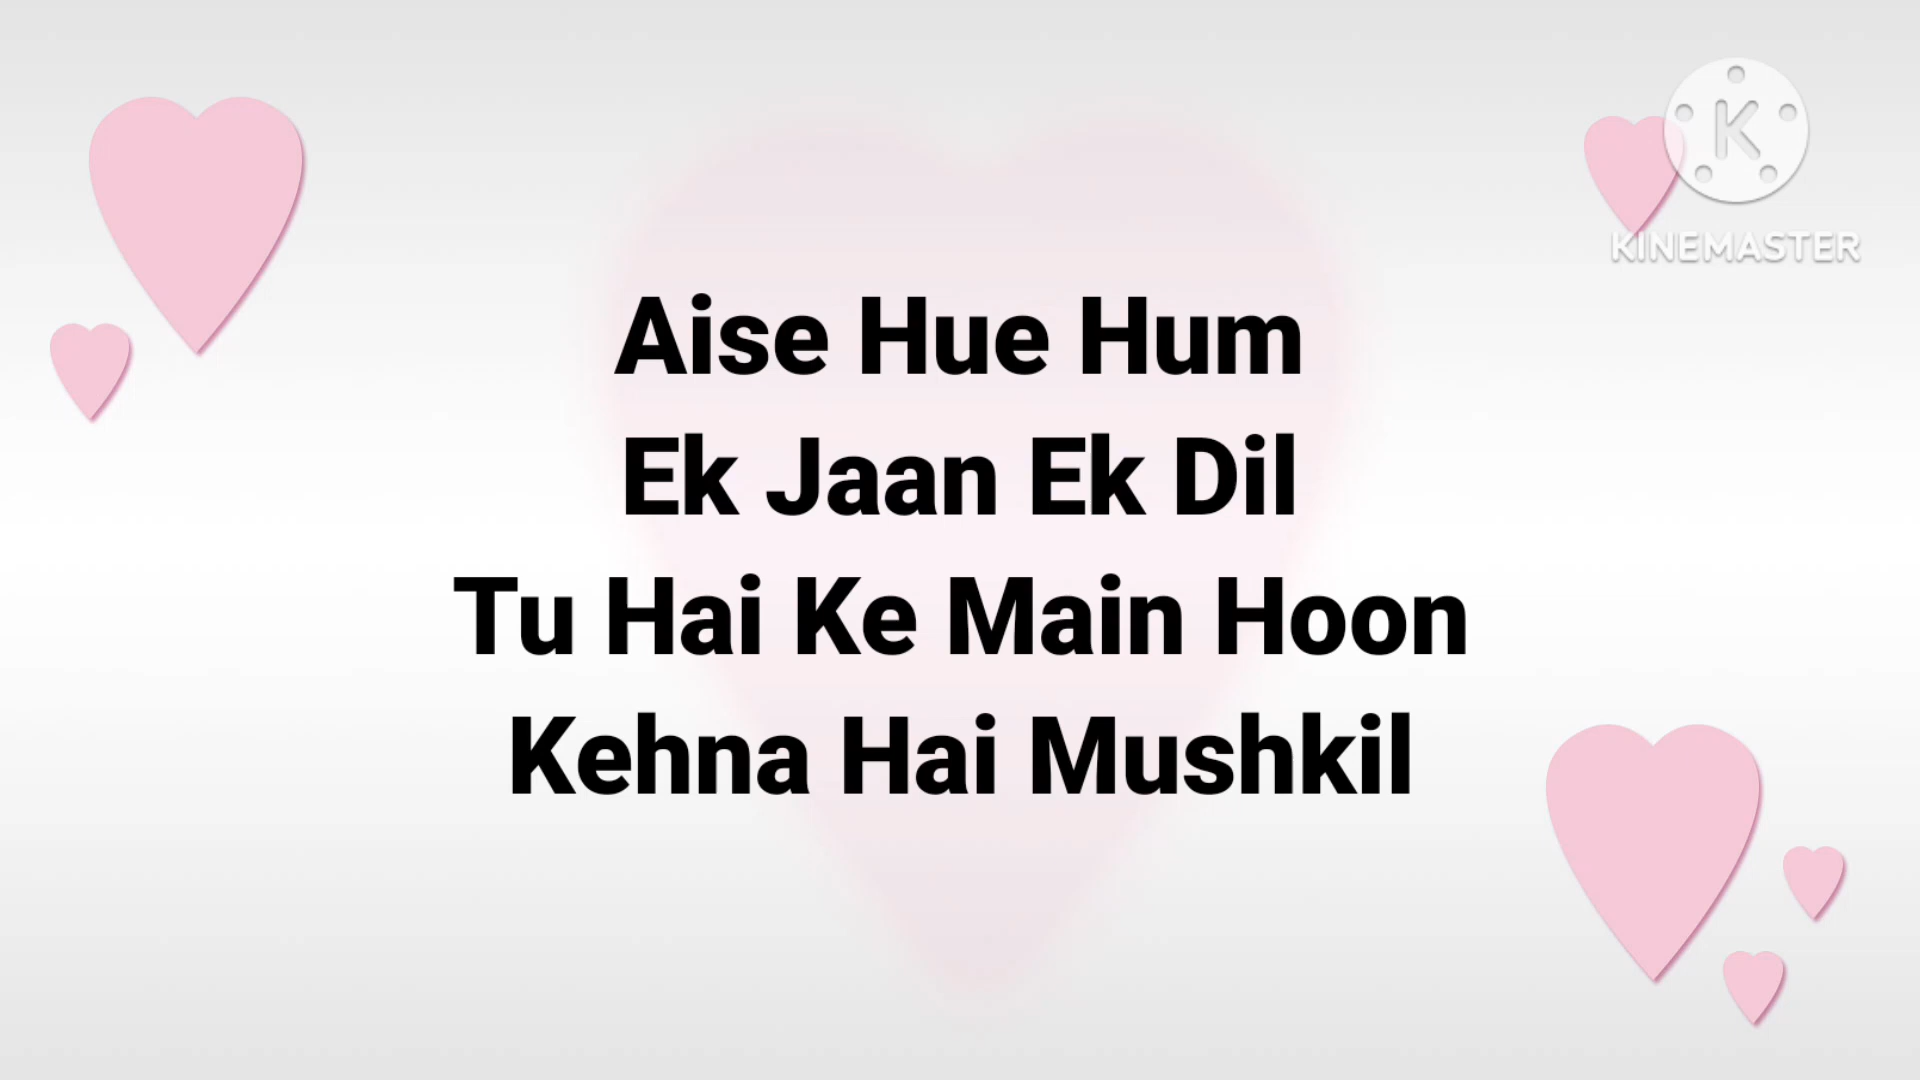 K
KINEMASTER
Aise Hue Hum
Ek Jaan Ek Dil
Tu Hai Ke Main Hoon
Kehna Hai Mushkil